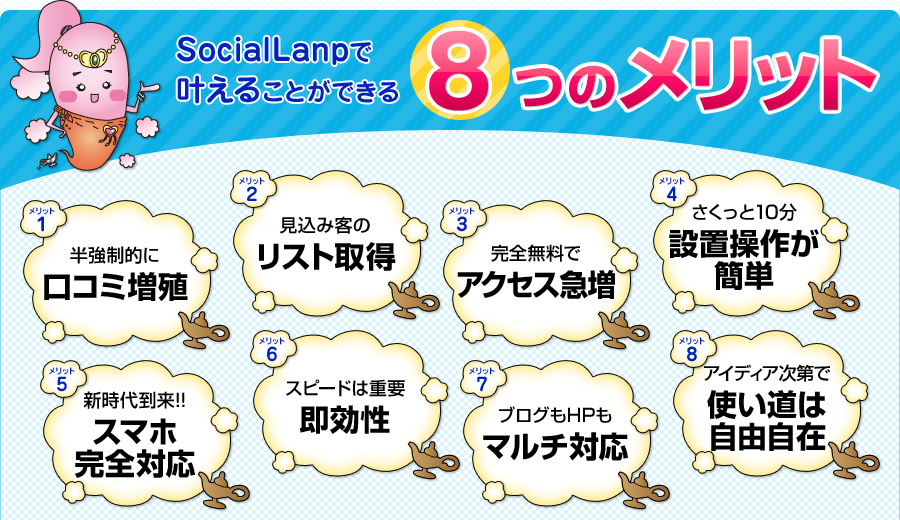 SocialLanpで
叶えることができる
8つのメリット
メリット
1
半強制的に
口コミ増殖
メリット
2
見込み客の
リスト取得
メリット
3
完全無料で
アクセス急増
メリット
4
さくっと10分
設置操作が
簡単
メリット
5
新時代到来!!
スマホ
完全対応
メリット
6
スピードは重要
即効性
メリット
7
ブログもHPも
マルチ対応
メリット
8
アイディア次第で
使い道は
自由自在